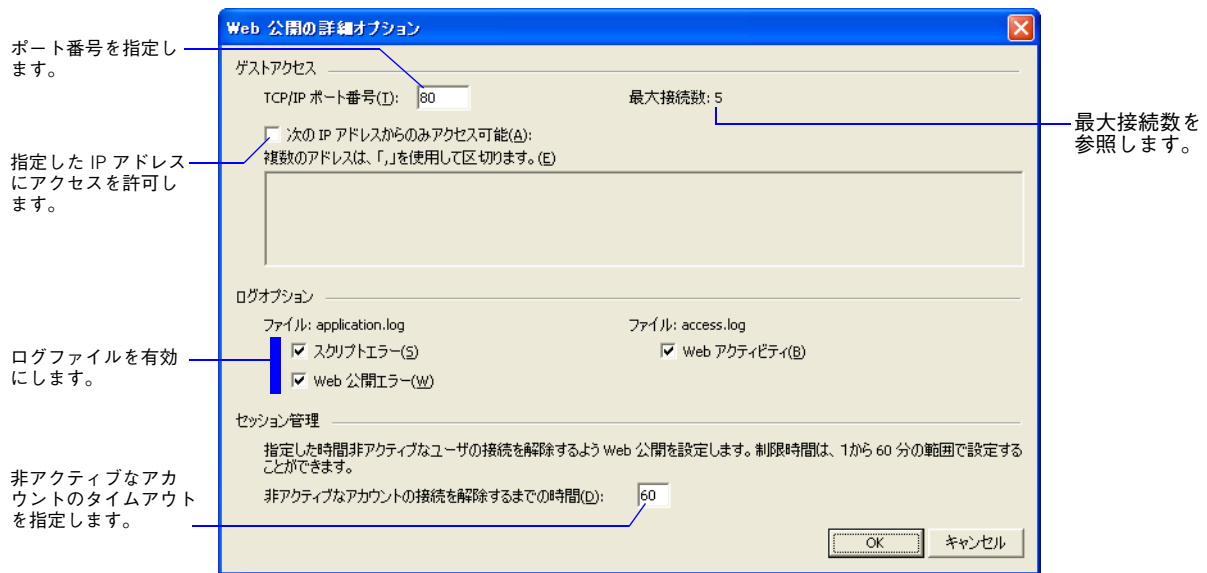 Web 公開の詳細オプション
ポート番号を指定し
ます。
ゲストアクセス
TCP/IP ポート番号(T): 80
最大接続数: 5
最大接続数を
参照します。
次の IP アドレスからのみアクセス可能(A):
複数のアドレスは、「,」を使用して区切ります。(E)
指定した IP アドレス
にアクセスを許可し
ます。
ログオプション
ファイル: application.log
ファイル: access.log
スクリプトエラー(S)
Web アクティビティ(B)
Web 公開エラー(W)
ログファイルを有効
にします。
セッション管理
指定した時間非アクティブなユーザの接続を解除するよう Web 公開を設定します。制限時間は、1から 60 分の範囲で設定する
ことができます。
非アクティブなアカウントの接続を解除するまでの時間(D): 60
非アクティブなアカ
ウントのタイムアウト
を指定します。
OK
キャンセル